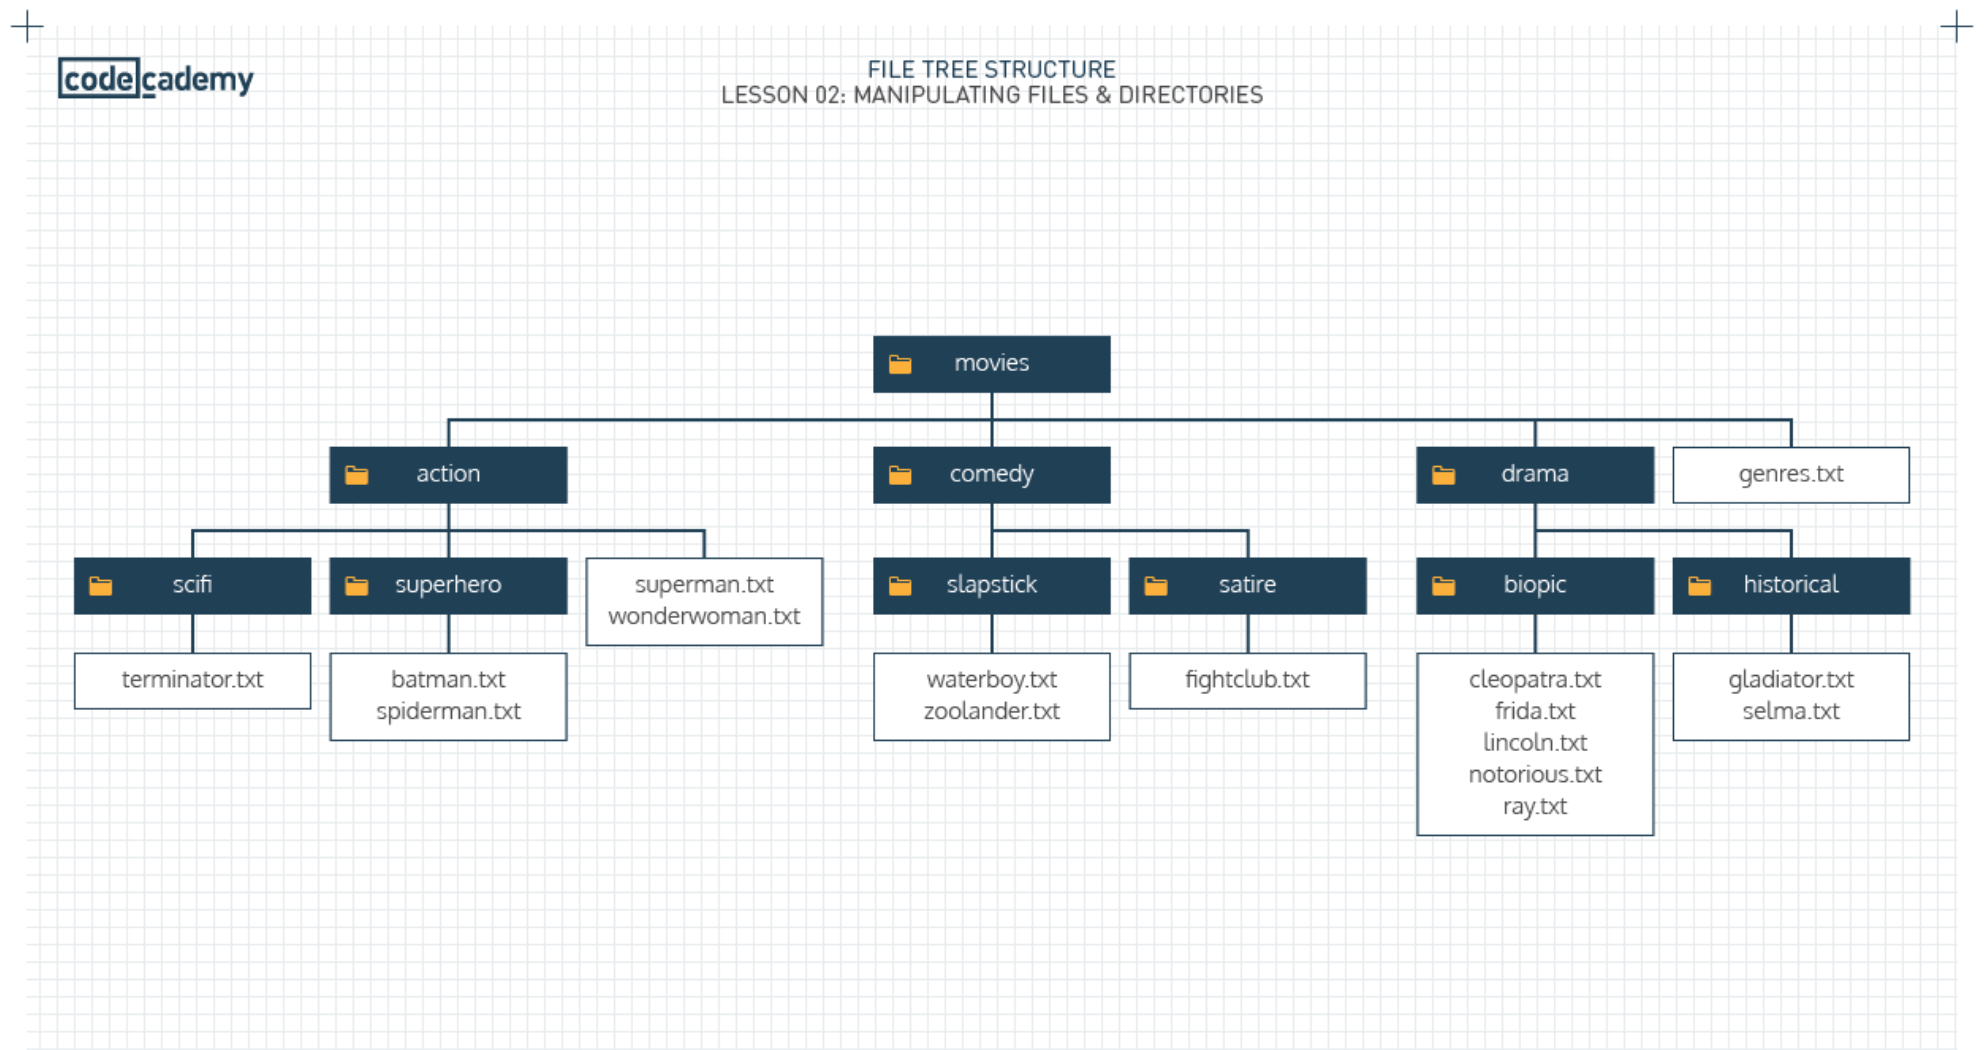 codecademy
FILE TREE STRUCTURE
LESSON 02: MANIPULATING FILES & DIRECTORIES
movies
action
comedy
drama
genres.txt
scifi
superhero
superman.txt
wonderwoman.txt
slapstick
satire
biopic
historical
terminator.txt
batman.txt
spiderman.txt
waterboy.txt
zoolander.txt
fightclub.txt
cleopatra.txt
frida.txt
lincoln.txt
notorious.txt
ray.txt
gladiator.txt
selma.txt